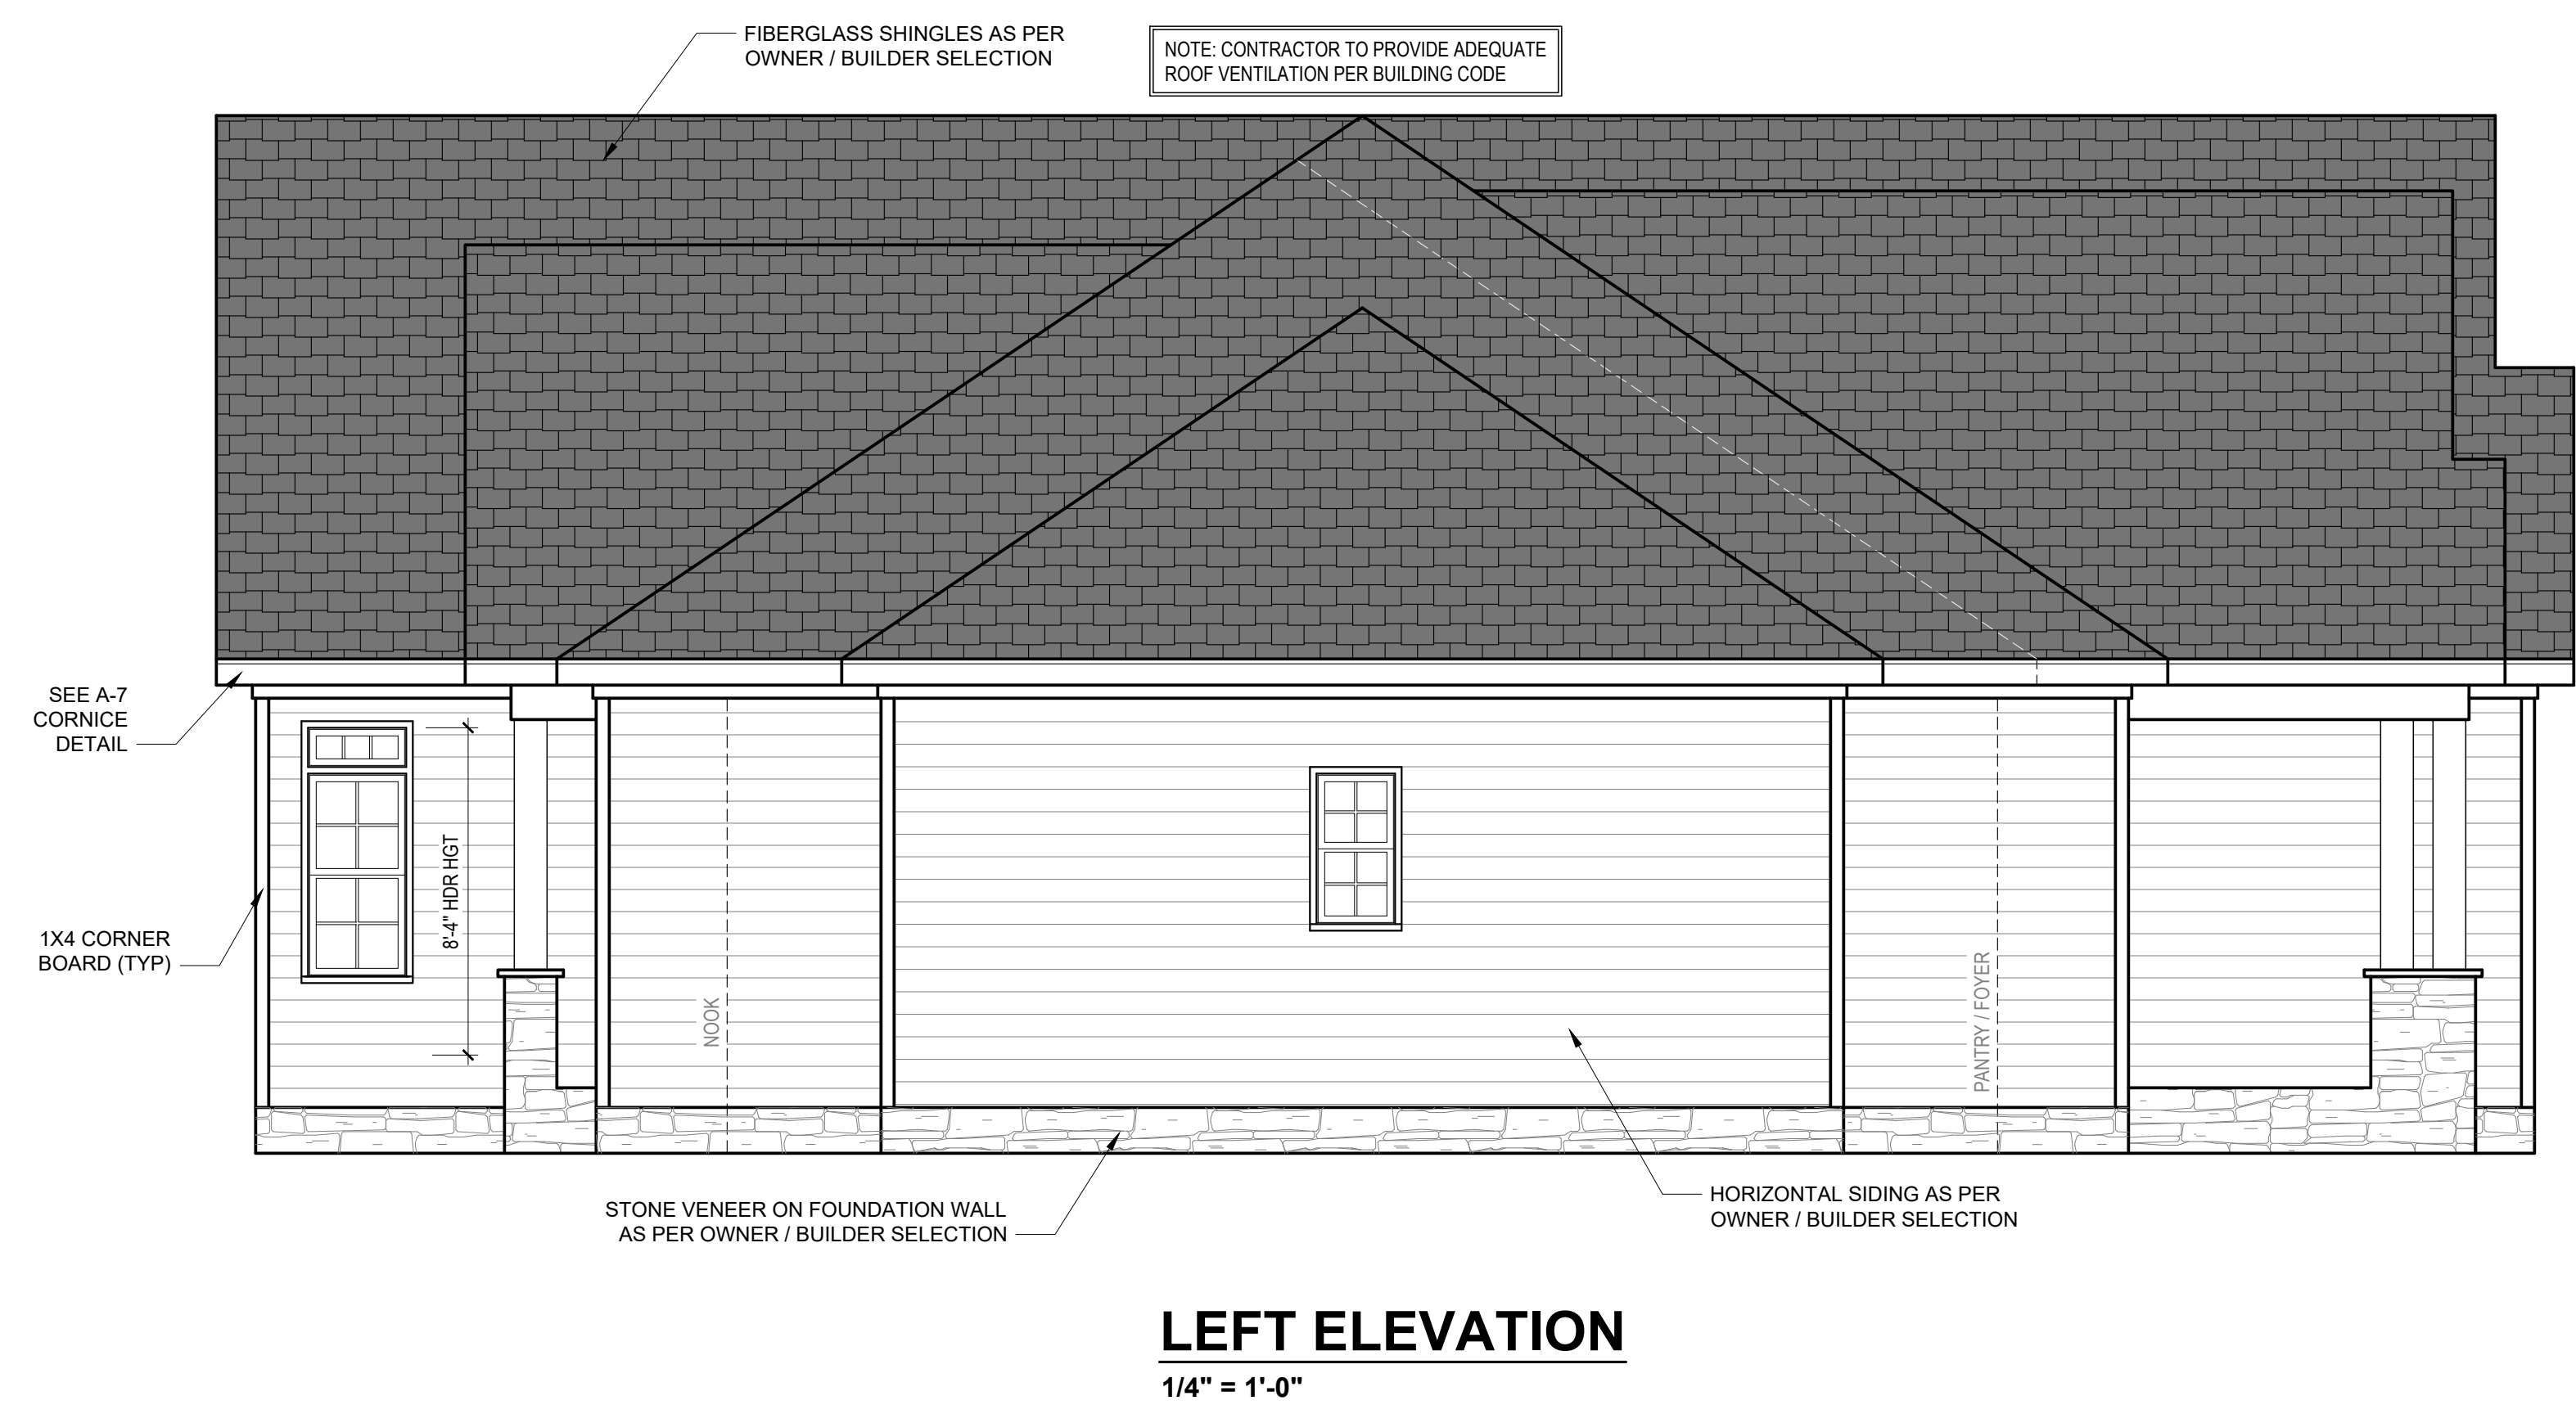 FIBERGLASS SHINGLES AS PER
OWNER / BUILDER SELECTION
NOTE: CONTRACTOR TO PROVIDE ADEQUATE
ROOF VENTILATION PER BUILDING CODE
SEE A-7
CORNICE
DETAIL
1X4 CORNER
BOARD (TYP)
8'-4" HDR HGT
NOOK
PANTRY / FOYER
STONE VENEER ON FOUNDATION WALL
AS PER OWNER / BUILDER SELECTION
HORIZONTAL SIDING AS PER
OWNER / BUILDER SELECTION
LEFT ELEVATION
1/4" = 1'-0"